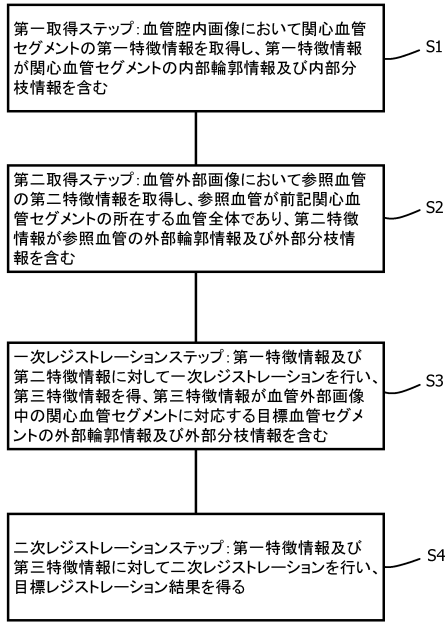 第一取得ステップ：血管腔内画像において関心血管
セグメントの第一特徴情報を取得し、第一特徴情報
が関心血管セグメントの内部輪郭情報及び内部分
枝情報を含む
S1
第二取得ステップ：血管外部画像において参照血管
の第二特徴情報を取得し、参照血管が前記関心血
管セグメントの所在する血管全体であり、第二特徴
情報が参照血管の外部輪郭情報及び外部分枝情
報を含む
S2
一次レジストレーションステップ：第一特徴情報及び
第二特徴情報に対して一次レジストレーションを行い、
第三特徴情報を得、第三特徴情報が血管外部画像
中の関心血管セグメントに対応する目標血管セグメ
ントの外部輪郭情報及び外部分枝情報を含む
S3
二次レジストレーションステップ：第一特徴情報及び
第三特徴情報に対して二次レジストレーションを行い、
目標レジストレーション結果を得る
S4